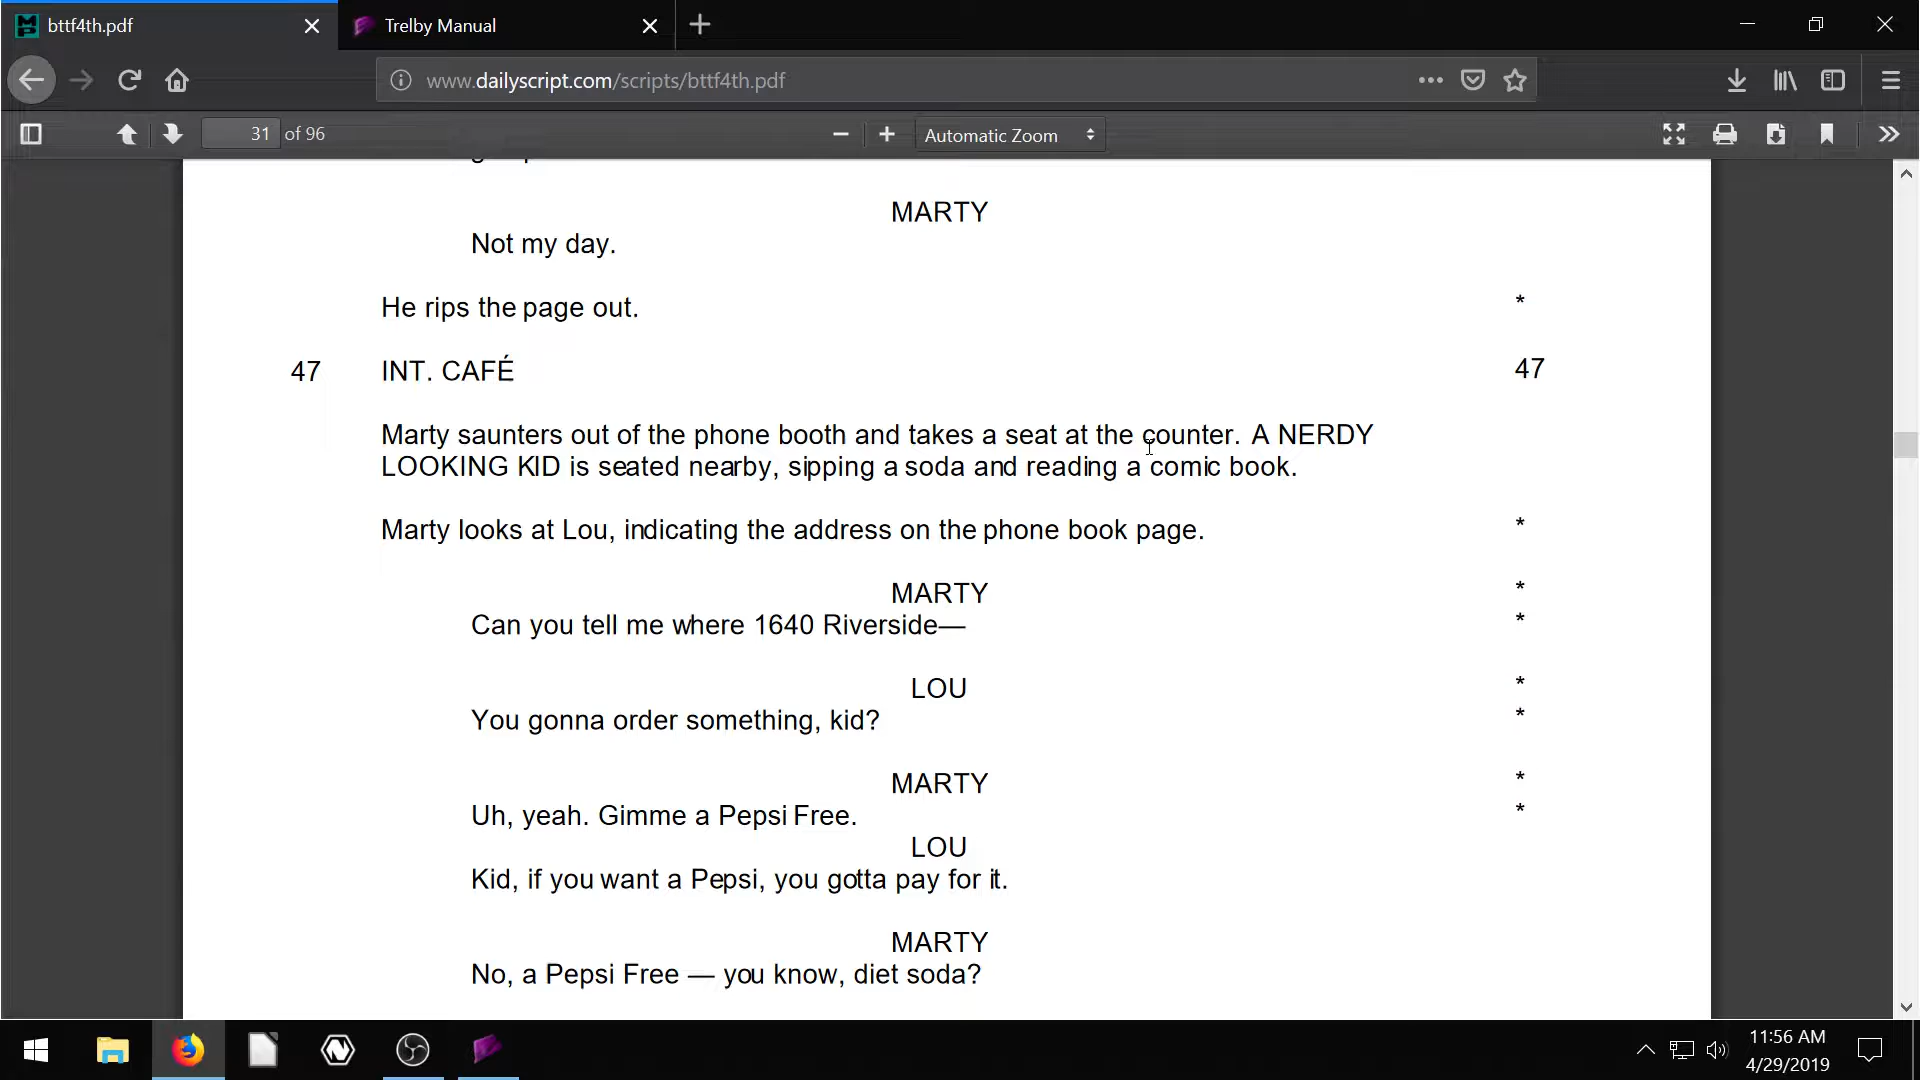 bttf4th.pdf
Trelby Manual
www.dailyscript.com/scripts/bttf4th.pdf
31 of 96
Automatic Zoom
MARTY
Not my day.
He rips the page out. *
47 INT. CAFÉ 47
Marty saunters out of the phone booth and takes a seat at the counter. A NERDY
LOOKING KID is seated nearby, sipping a soda and reading a comic book.
Marty looks at Lou, indicating the address on the phone book page. *
MARTY *
Can you tell me where 1640 Riverside— *
LOU *
You gonna order something, kid? *
MARTY *
Uh, yeah. Gimme a Pepsi Free. *
LOU
Kid, if you want a Pepsi, you gotta pay for it.
MARTY
No, a Pepsi Free — you know, diet soda?
11:56 AM
4/29/2019